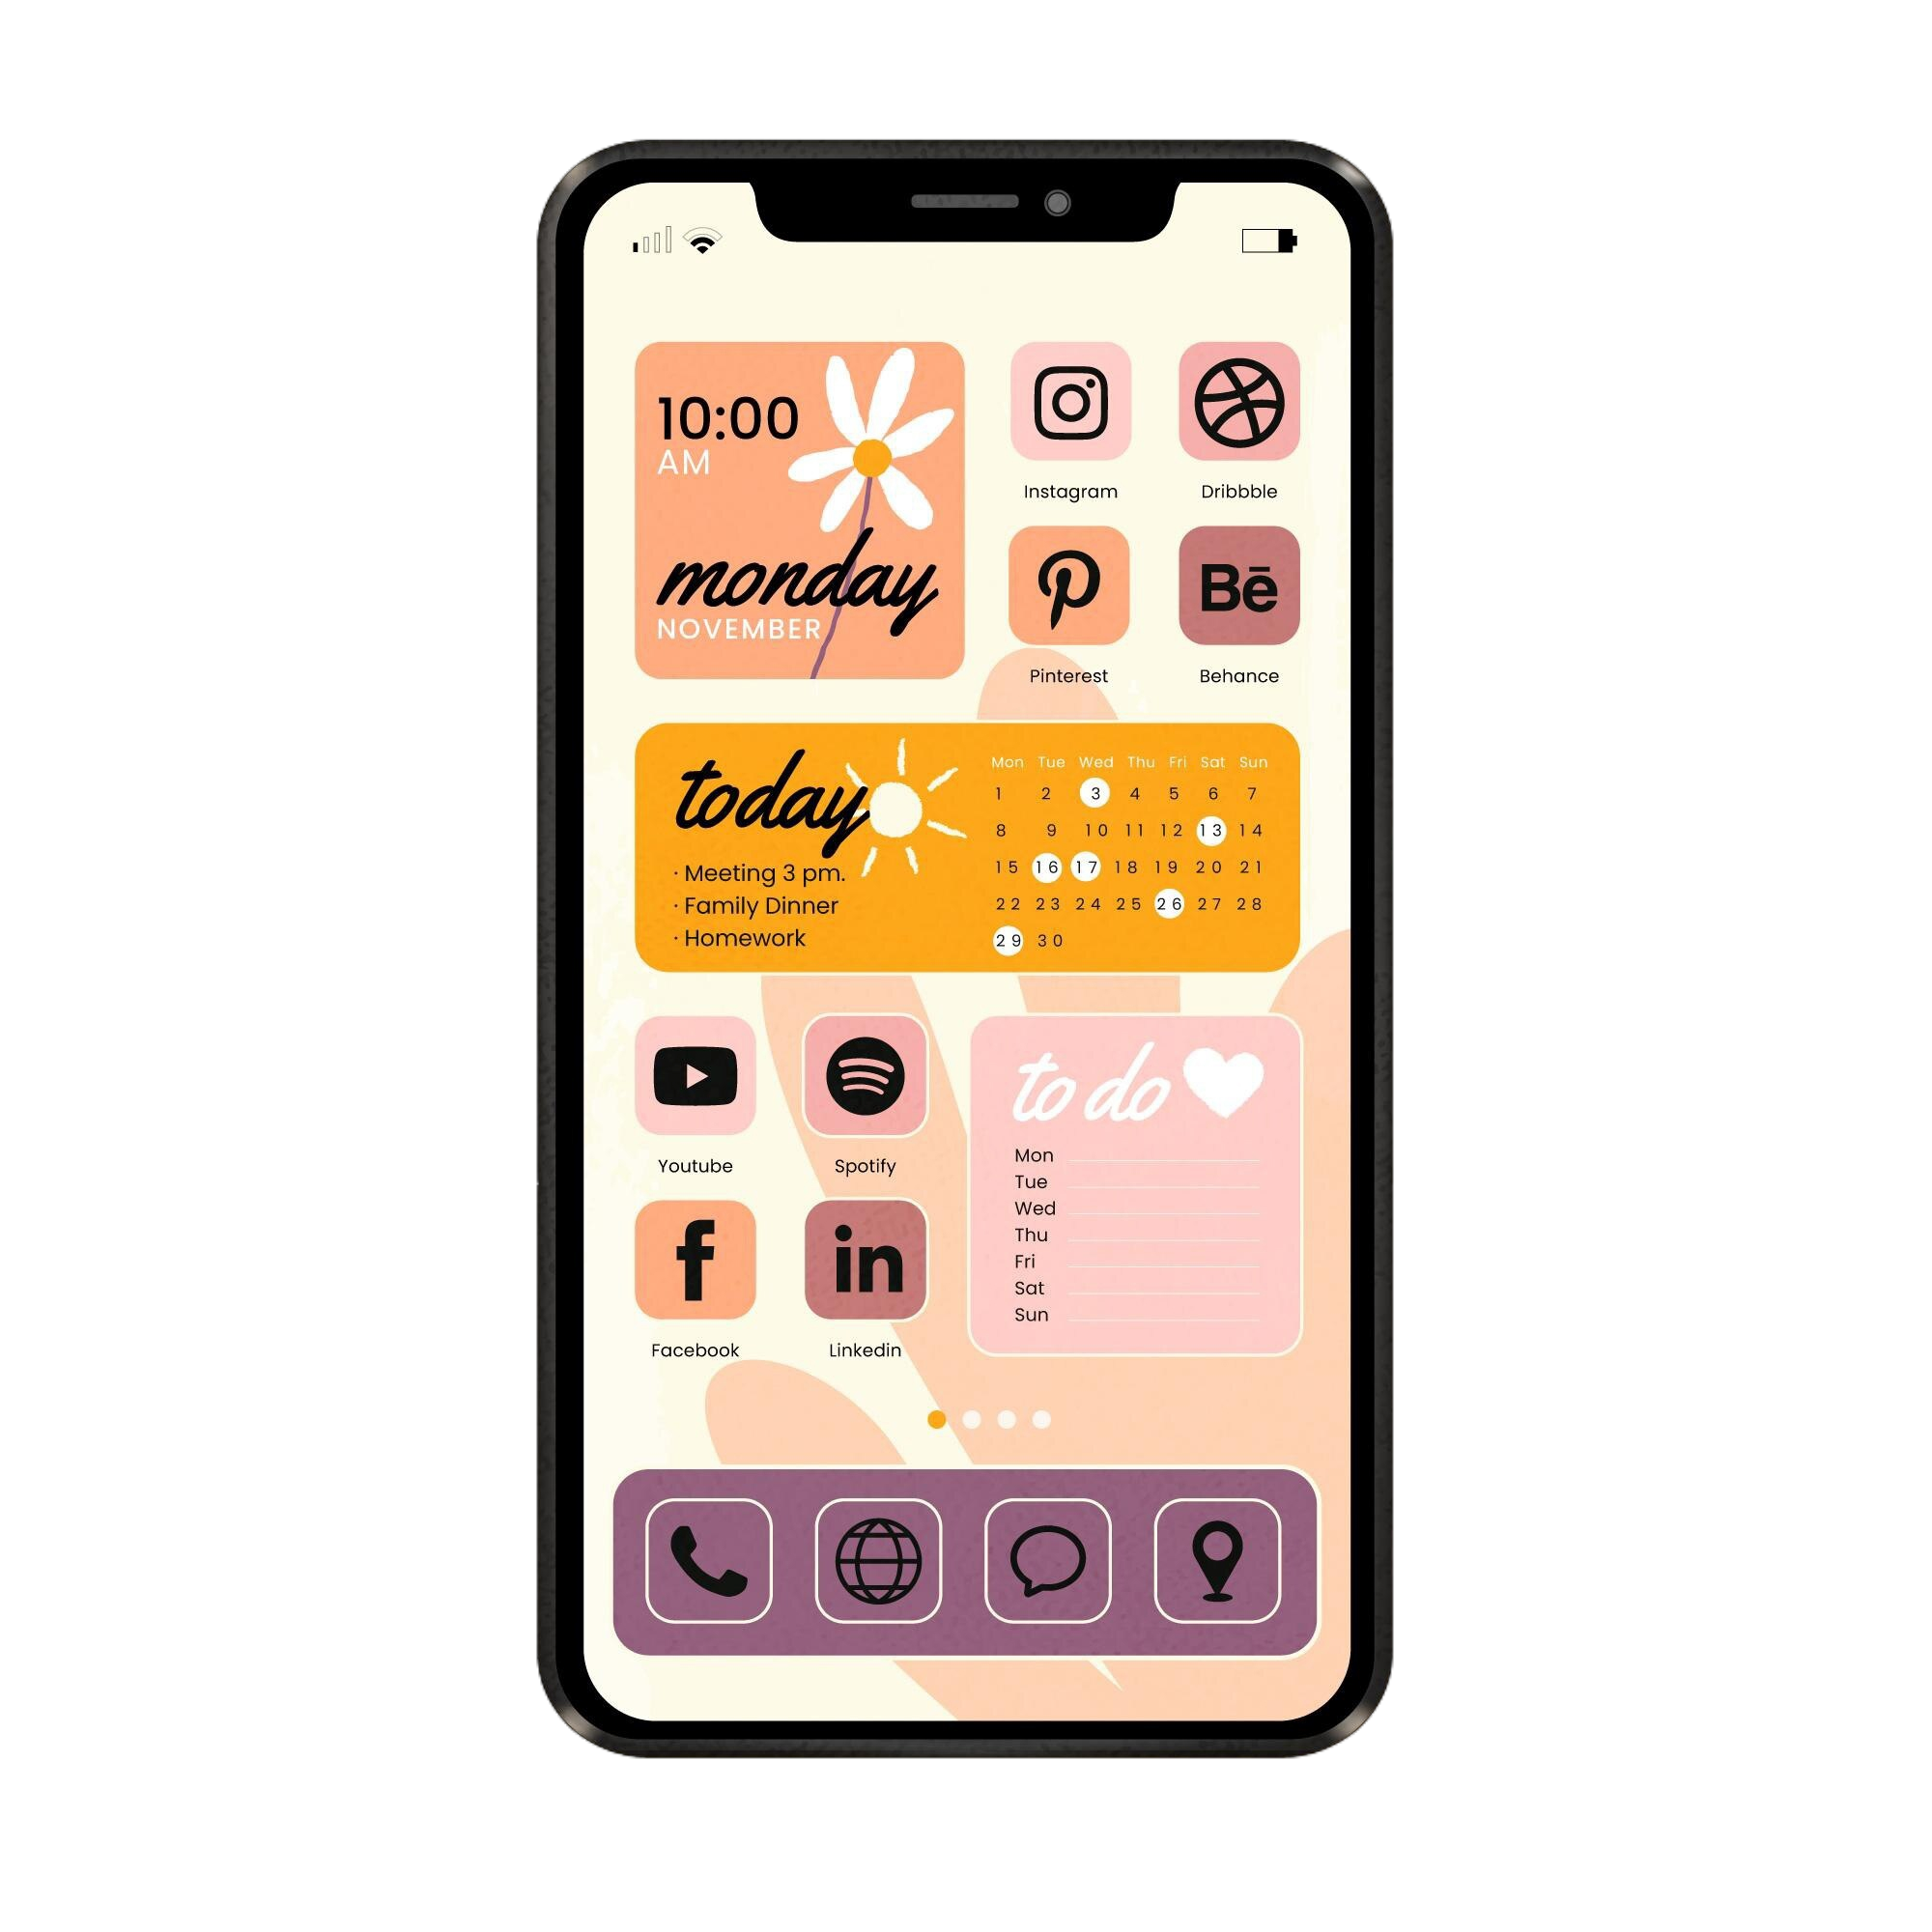 10:00
AM
monday
NOVEMBER
Instagram
Dribbble
Bē
Pinterest
Behance
today
· Meeting 3 pm.
· Family Dinner
· Homework
Mon Tue Wed Thu Fri Sat Sun
1 2 3 4 5 6 7
8 9 10 11 12 13 14
15 16 17 18 19 20 21
22 23 24 25 26 27 28
29 30
Youtube
Spotify
f
in
Facebook
Linkedin
to do
Mon
Tue
Wed
Thu
Fri
Sat
Sun